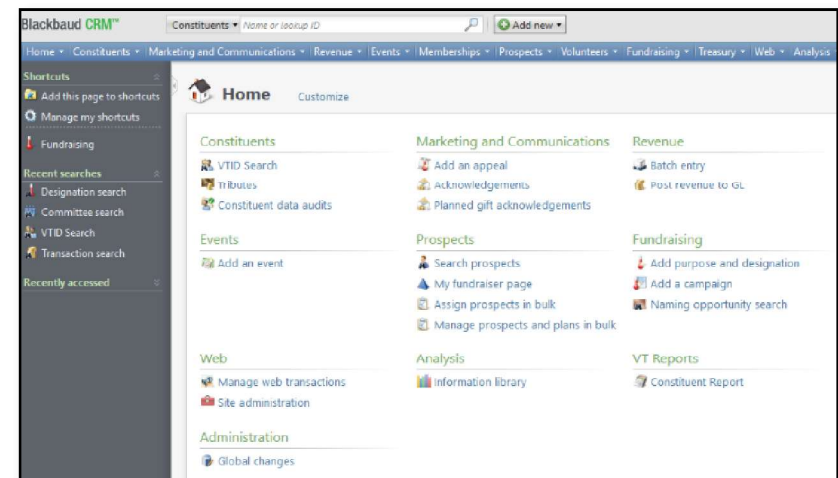 Blackbaud CRM™
Constituents Name or lookup ID Add new
Home Constituents Marketing and Communications Revenue Events Memberships Prospects Volunteers Fundraising Treasury Web Analysis
Shortcuts
Add this page to shortcuts
Manage my shortcuts
Fundraising
Recent searches
Designation search
Committee search
VTID Search
Transaction search
Recently accessed
Home Customize
Constituents
VTID Search
Tributes
Constituent data audits
Marketing and Communications
Add an appeal
Acknowledgements
Planned gift acknowledgements
Revenue
Batch entry
Post revenue to GL
Events
Add an event
Prospects
Search prospects
My fundraiser page
Assign prospects in bulk
Manage prospects and plans in bulk
Fundraising
Add purpose and designation
Add a campaign
Naming opportunity search
Web
Manage web transactions
Site administration
Analysis
Information library
VT Reports
Constituent Report
Administration
Global changes